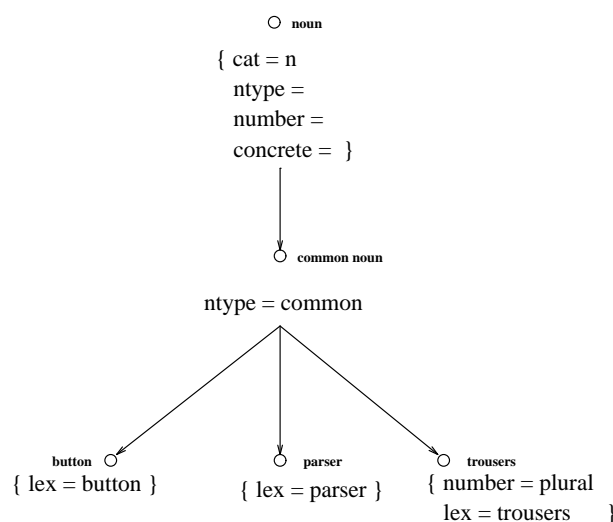 noun
{ cat = n
ntype =
number =
concrete = }
common noun
ntype = common
button
{ lex = button }
parser
{ lex = parser }
trousers
{ number = plural
lex = trousers }